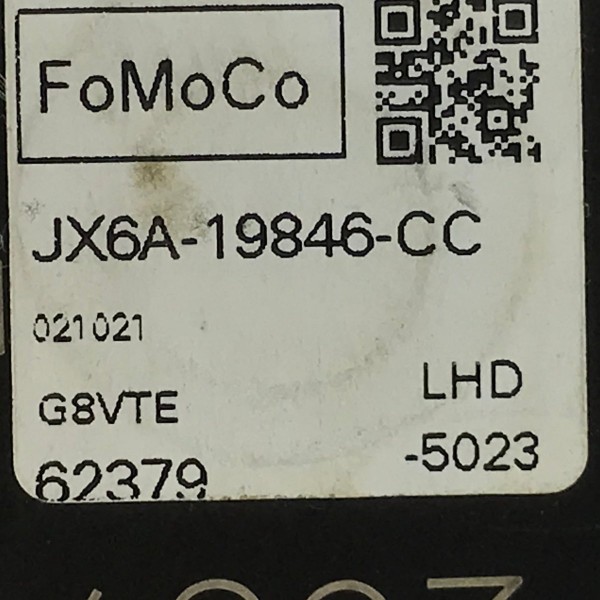 FoMoCo
JX6A-19846-CC
021021
LHD
G8VTE
-5023
62379